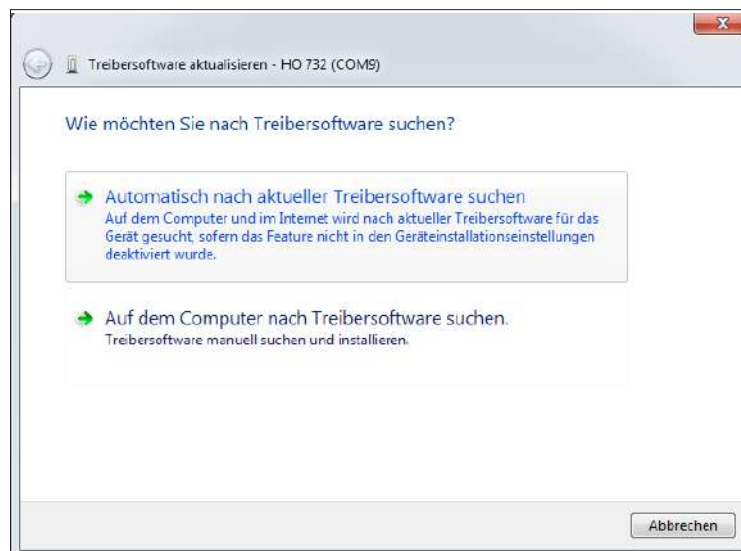 Treibersoftware aktualisieren - HO 732 (COM9)
Wie möchten Sie nach Treibersoftware suchen?
Automatisch nach aktueller Treibersoftware suchen
Auf dem Computer und im Internet wird nach aktueller Treibersoftware für das
Gerät gesucht, sofern das Feature nicht in den Geräteinstallationseinstellungen
deaktiviert wurde.
Auf dem Computer nach Treibersoftware suchen.
Treibersoftware manuell suchen und installieren.
Abbrechen